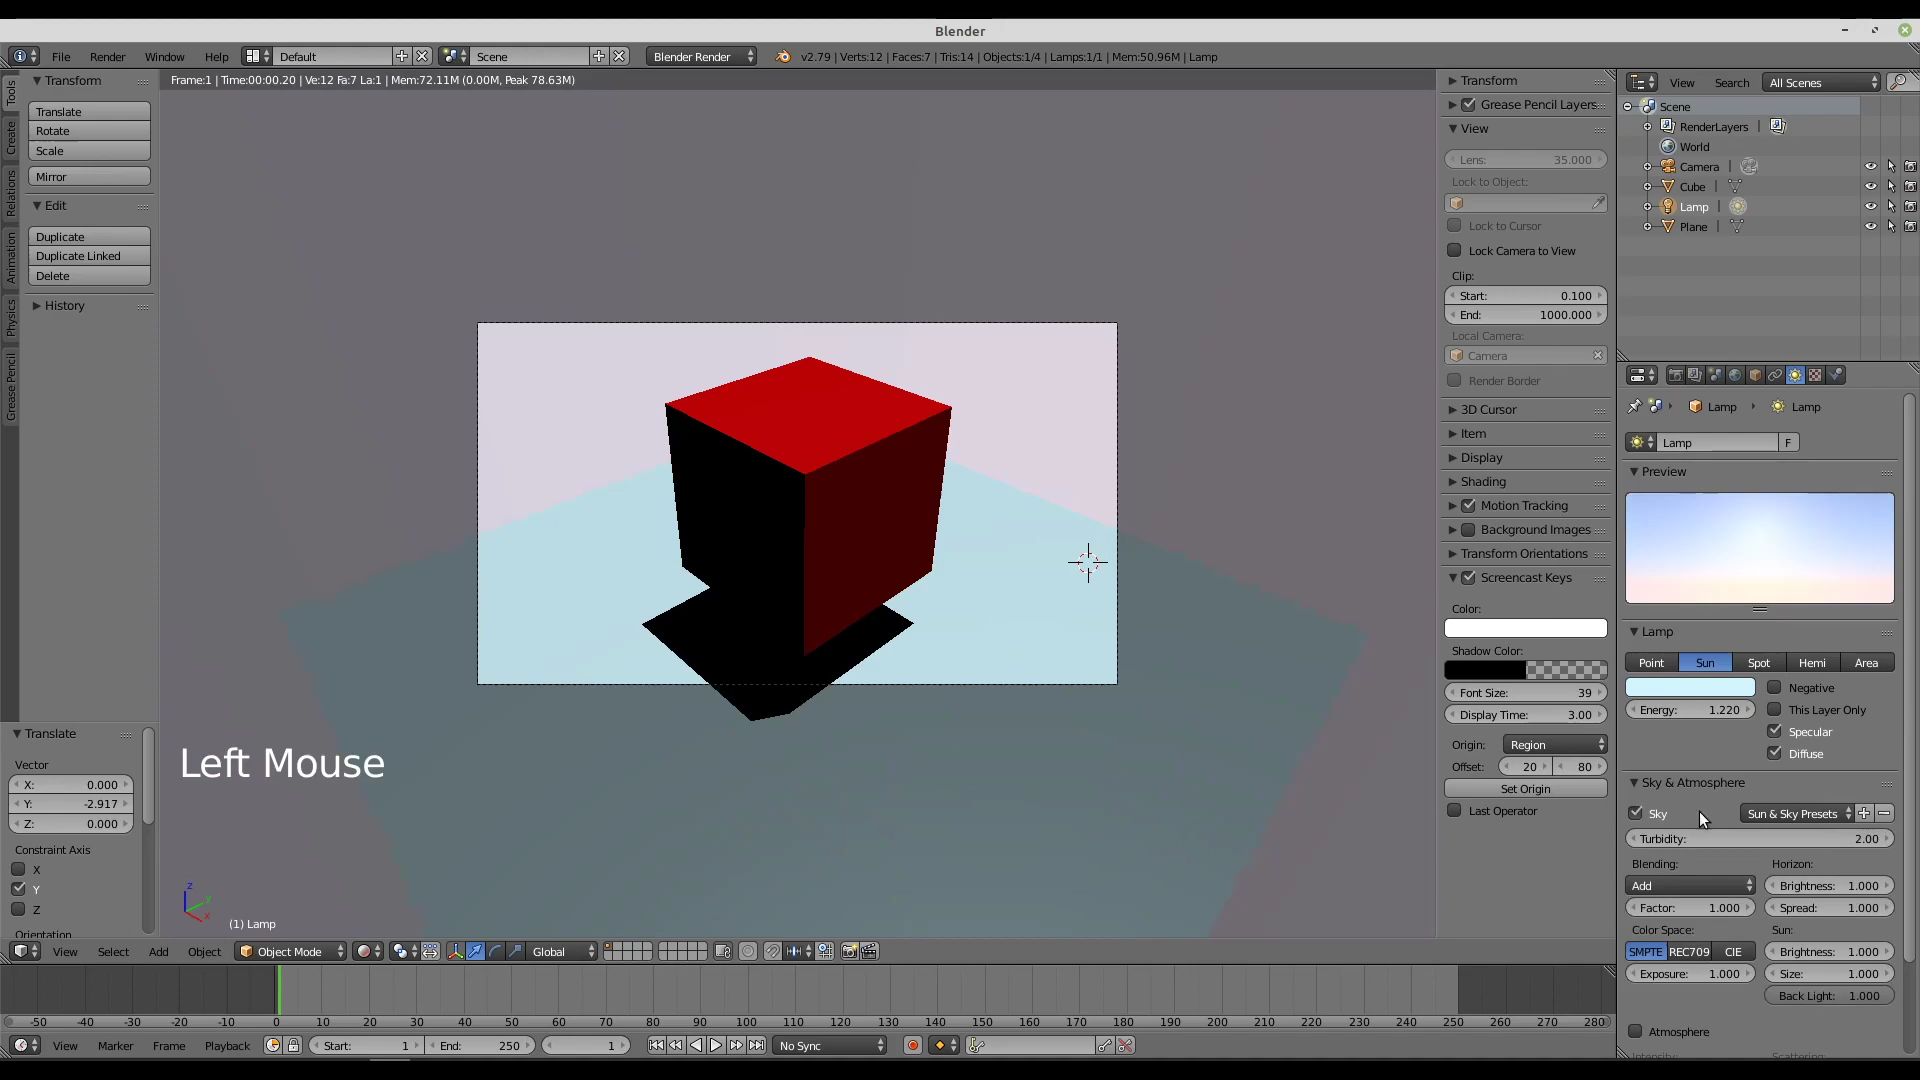 Blender
File Render Window Help Default Scene Blender Render v2.79 | Verts:12 | Faces:7 | Tris:14 | Objects:1/4 | Lamps:1/1 | Mem:50.96M | Lamp
Frame:1 | Time:00:00.20 | Ve:12 Fa:7 La:1 | Mem:72.11M (0.00M, Peak 78.63M)
Tools
Create
Relations
Animation
Physics
Grease Pencil
Transform
Translate
Rotate
Scale
Mirror
Edit
Duplicate
Duplicate Linked
Delete
History
Translate
Vector
X: 0.000
Y: -2.917
Z: 0.000
Constraint Axis
X
Y
Z
Orientation
Left Mouse
z
y
x
(1) Lamp
Transform
Grease Pencil Layers
View
Lens: 35.000
Lock to Object:
Lock to Cursor
Lock Camera to View
Clip:
Start: 0.100
End: 1000.000
Local Camera:
Camera
Render Border
3D Cursor
Item
Display
Shading
Motion Tracking
Background Images
Transform Orientations
Screencast Keys
Color:
Shadow Color:
Font Size: 39
Display Time: 3.00
Origin: Region
Offset: 20 80
Set Origin
Last Operator
View Search All Scenes
Scene
RenderLayers |
World
Camera |
Cube |
Lamp |
Plane |
Lamp Lamp
Lamp F
Preview
Lamp
Point Sun Spot Hemi Area
Negative
Energy: 1.220 This Layer Only
Specular
Diffuse
Sky & Atmosphere
Sky Sun & Sky Presets
Turbidity: 2.00
Blending: Horizon:
Add Brightness: 1.000
Factor: 1.000 Spread: 1.000
Color Space: Sun:
SMPTE REC709 CIE Brightness: 1.000
Exposure: 1.000 Size: 1.000
Back Light: 1.000
Atmosphere
Intensity: Scattering:
View Select Add Object Object Mode Global
-50 -40 -30 -20 -10 0 10 20 30 40 50 60 70 80 90 100 110 120 130 140 150 160 170 180 190 200 210 220 230 240 250 260 270 280
View Marker Frame Playback Start: 1 End: 250 1 No Sync